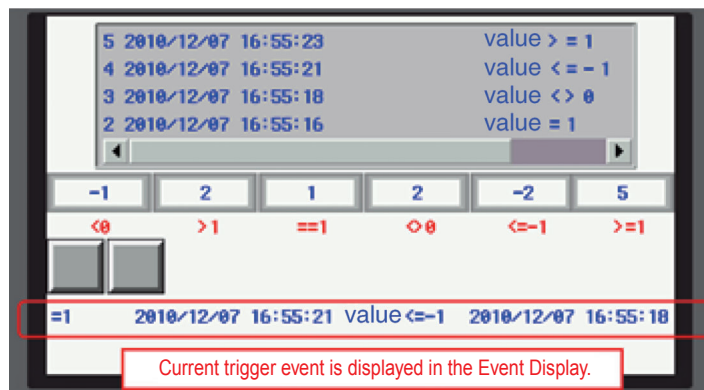 5 2010/12/07 16:55:23 value > = 1
4 2010/12/07 16:55:21 value < = - 1
3 2010/12/07 16:55:18 value <> 0
2 2010/12/07 16:55:16 value = 1
-1 2 1 2 -2 5
<0 >1 ==1 <>0 <=-1 >=1
=1 2010/12/07 16:55:21 value<=-1 2010/12/07 16:55:18
Current trigger event is displayed in the Event Display.